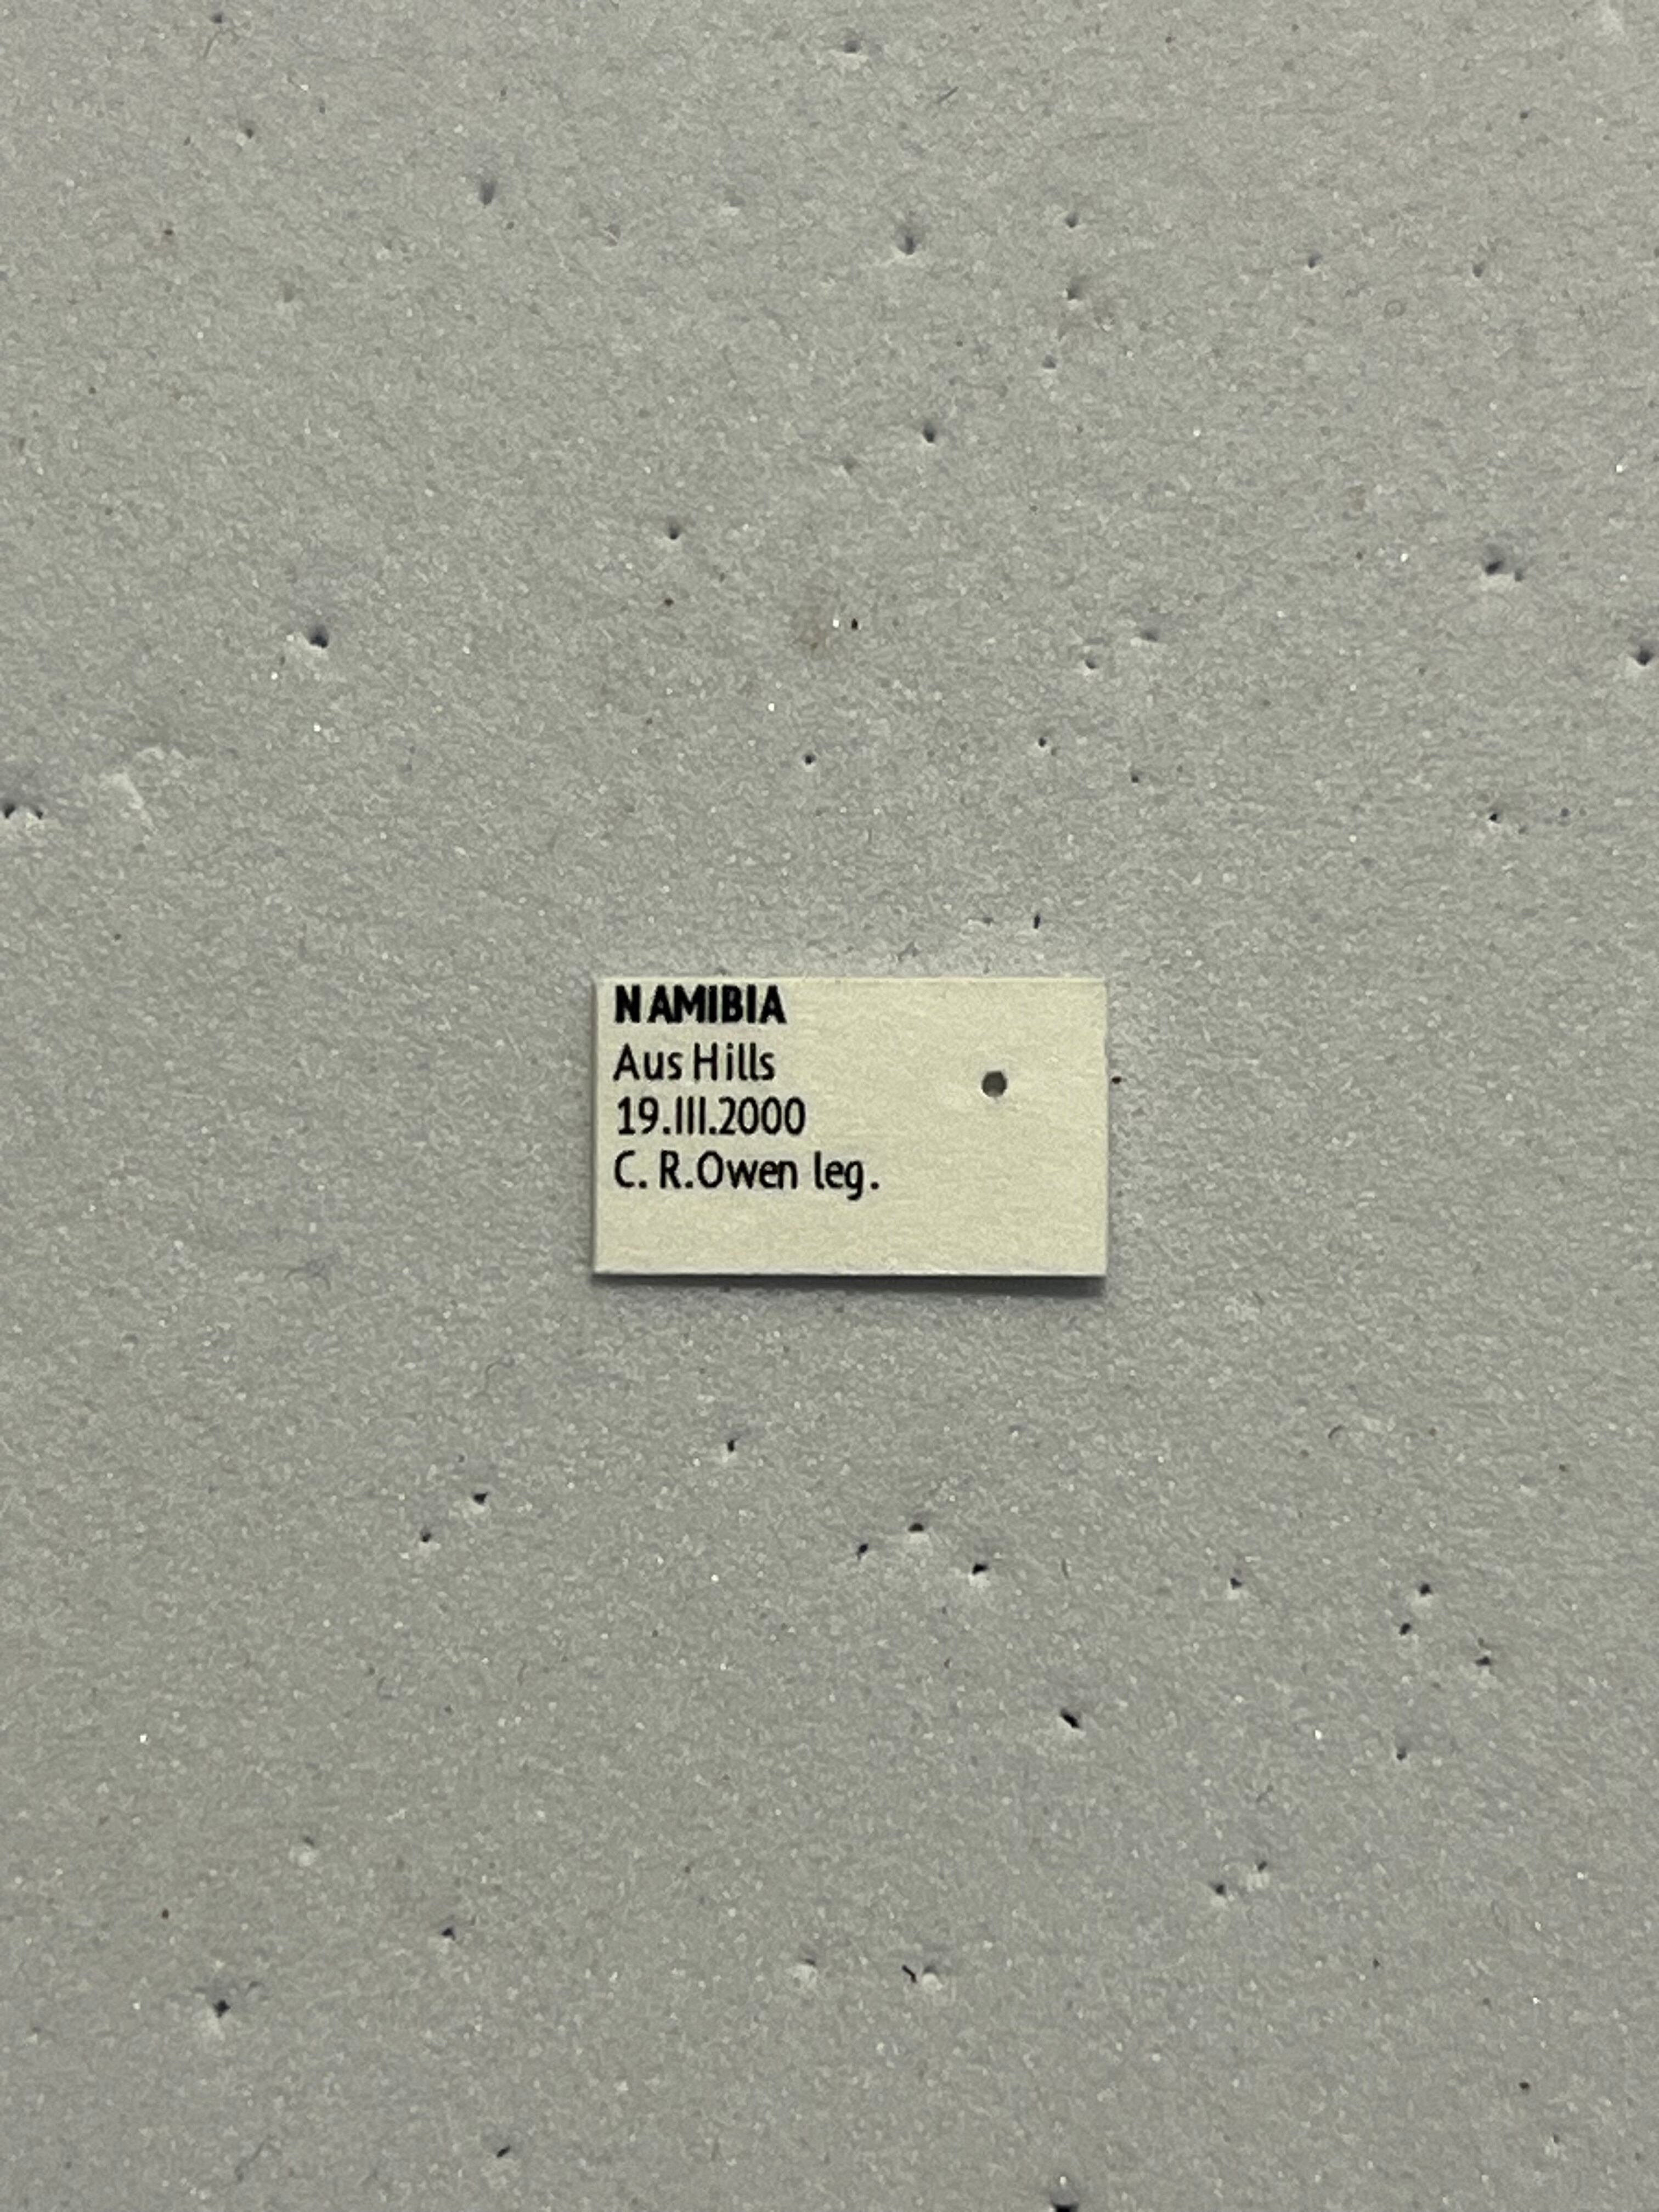 NAMIBIA
Aus Hills
19.III.2000
C. R.Owen leg.